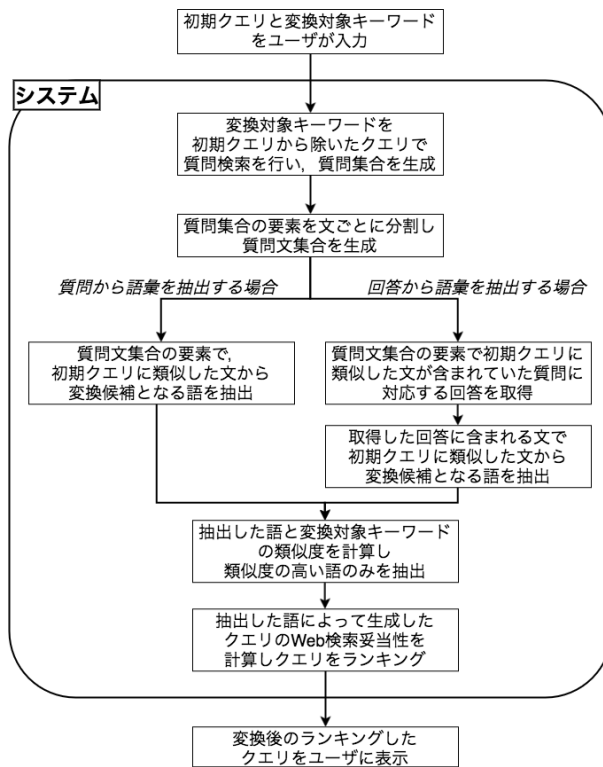 初期クエリと変換対象キーワード
をユーザが入力
システム
変換対象キーワードを
初期クエリから除いたクエリで
質問検索を行い，質問集合を生成
質問集合の要素を文ごとに分割し
質問文集合を生成
質問から語彙を抽出する場合
回答から語彙を抽出する場合
質問文集合の要素で,
初期クエリに類似した文から
変換候補となる語を抽出
質問文集合の要素で初期クエリに
類似した文が含まれていた質問に
対応する回答を取得
取得した回答に含まれる文で
初期クエリに類似した文から
変換候補となる語を抽出
抽出した語と変換対象キーワード
の類似度を計算し
類似度の高い語のみを抽出
抽出した語によって生成した
クエリのWeb検索妥当性を
計算しクエリをランキング
変換後のランキングした
クエリをユーザに表示